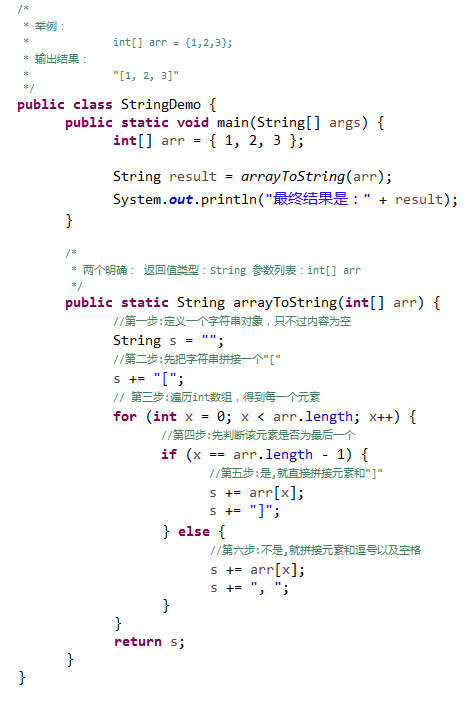 /*
 * 举例：
 *             int[] arr = {1,2,3};
 * 输出结果：
 *             "[1, 2, 3]"
 */
public class StringDemo {
      public static void main(String[] args) {
            int[] arr = { 1, 2, 3 };

            String result = arrayToString(arr);
            System.out.println("最终结果是：" + result);
      }

      /*
       * 两个明确： 返回值类型：String 参数列表：int[] arr
       */
      public static String arrayToString(int[] arr) {
            //第一步:定义一个字符串对象，只不过内容为空
            String s = "";
            //第二步:先把字符串拼接一个"["
            s += "[";
            // 第三步:遍历int数组，得到每一个元素
            for (int x = 0; x < arr.length; x++) {
                  //第四步:先判断该元素是否为最后一个
                  if (x == arr.length - 1) {
                        //第五步:是,就直接拼接元素和"]"
                        s += arr[x];
                        s += "]";
                  } else {
                        //第六步:不是,就拼接元素和逗号以及空格
                        s += arr[x];
                        s += ", ";
                  }
            }
            return s;
      }
}